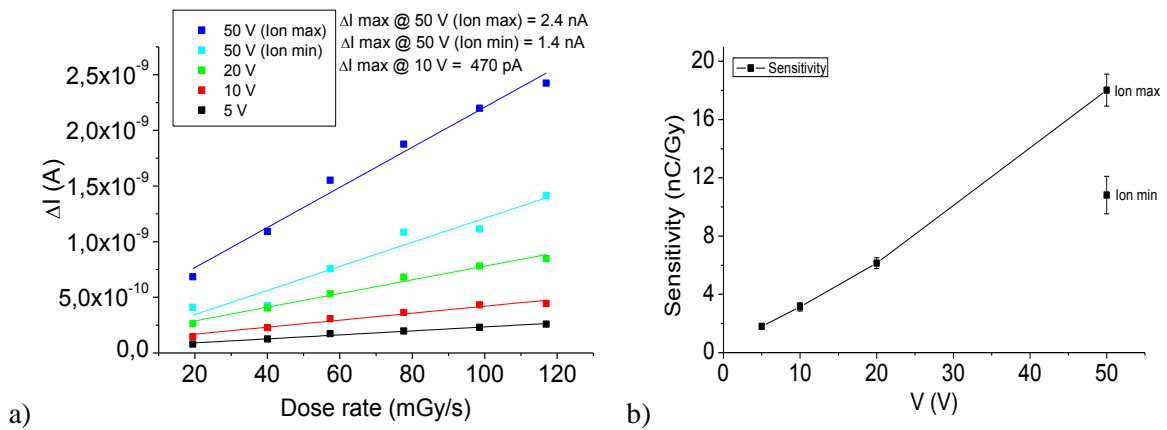 50 V (Ion max)
50 V (Ion min)
20 V
10 V
5 V
ΔI max @ 50 V (Ion max) = 2.4 nA
ΔI max @ 50 V (Ion min) = 1.4 nA
ΔI max @ 10 V = 470 pA
2,5x10⁻⁹
2,0x10⁻⁹
1,5x10⁻⁹
1,0x10⁻⁹
5,0x10⁻¹⁰
0,0
ΔI (A)
20 40 60 80 100 120
Dose rate (mGy/s)
a)
Sensitivity
20
16
12
8
4
0
Sensitivity (nC/Gy)
Ion max
Ion min
0 10 20 30 40 50
V (V)
b)